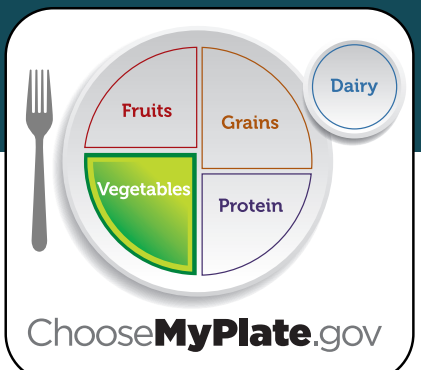 Dairy
Fruits
Grains
Vegetables
Protein
ChooseMyPlate.gov